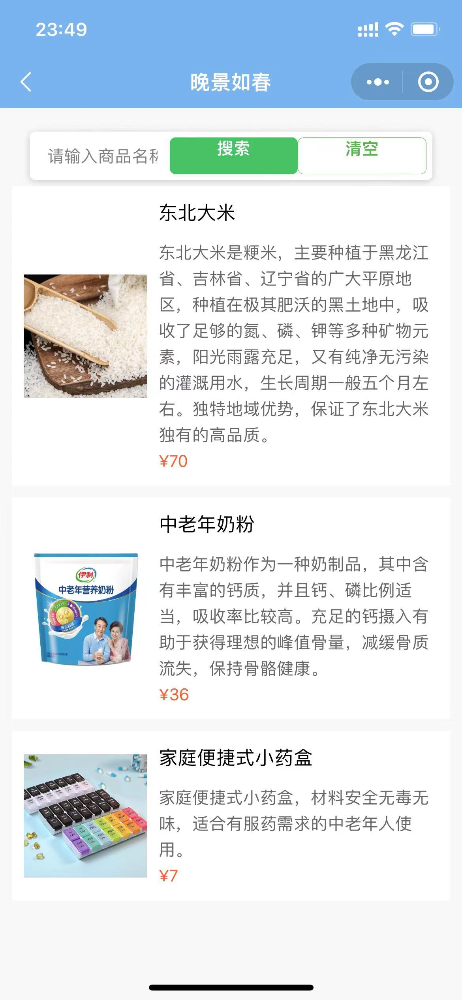 23:49
晚景如春
请输入商品名称
搜索
清空
东北大米
东北大米是粳米，主要种植于黑龙江
省、吉林省、辽宁省的广大平原地
区，种植在极其肥沃的黑土地中，吸
收了足够的氮、磷、钾等多种矿物元
素，阳光雨露充足，又有纯净无污染
的灌溉用水，生长周期一般五个月左
右。独特地域优势，保证了东北大米
独有的高品质。
¥70
中老年奶粉
伊利
中老年营养奶粉
养生益族
中老年奶粉作为一种奶制品，其中含
有丰富的钙质，并且钙、磷比例适
当，吸收率比较高。充足的钙摄入有
助于获得理想的峰值骨量，减缓骨质
流失，保持骨骼健康。
¥36
家庭便捷式小药盒
家庭便捷式小药盒，材料安全无毒无
味，适合有服药需求的中老年人使
用。
¥7